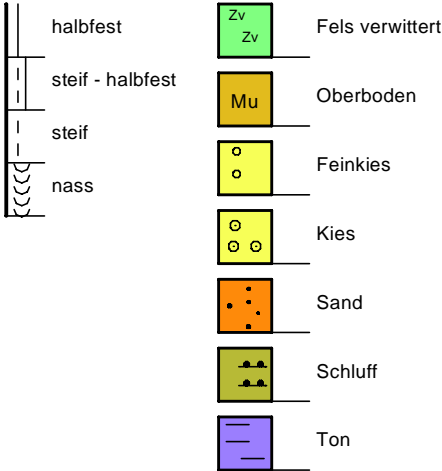 halbfest
steif - halbfest
steif
nass
Zv
Zv
Fels verwittert
Mu
Oberboden
Feinkies
Kies
Sand
Schluff
Ton